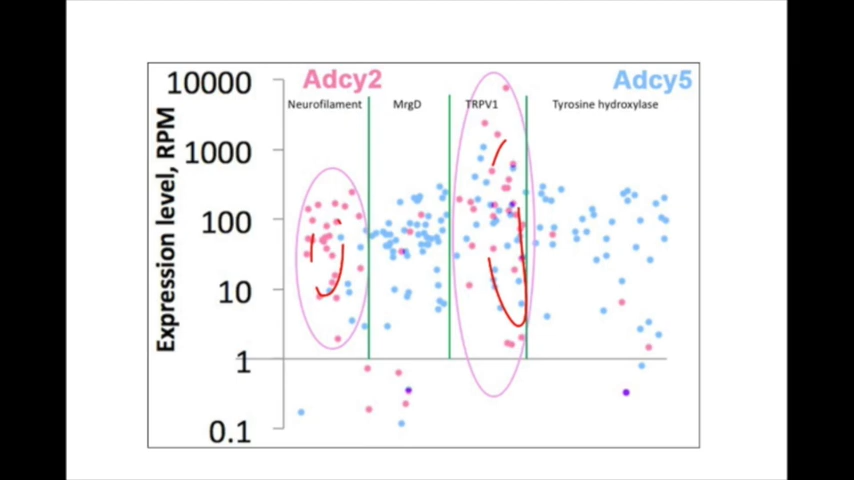 Adcy2 Adcy5
Neurofilament MrgD TRPV1 Tyrosine hydroxylase
Expression level, RPM
10000
1000
100
10
1
0.1